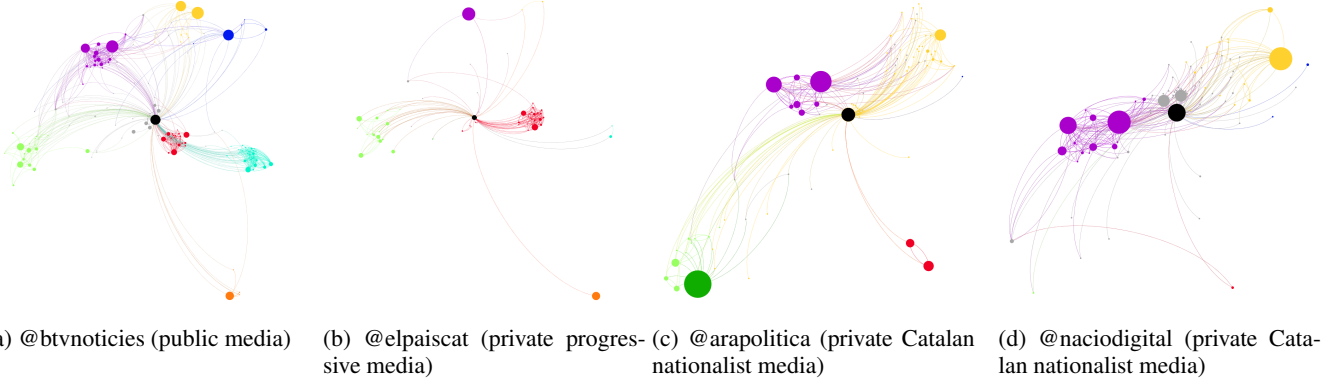 ) @btvnoticies (public media)
(b) @elpaiscat (private progres-
sive media)
(c) @arapolitica (private Catalan
nationalist media)
(d) @naciodigital (private Cata-
lan nationalist media)